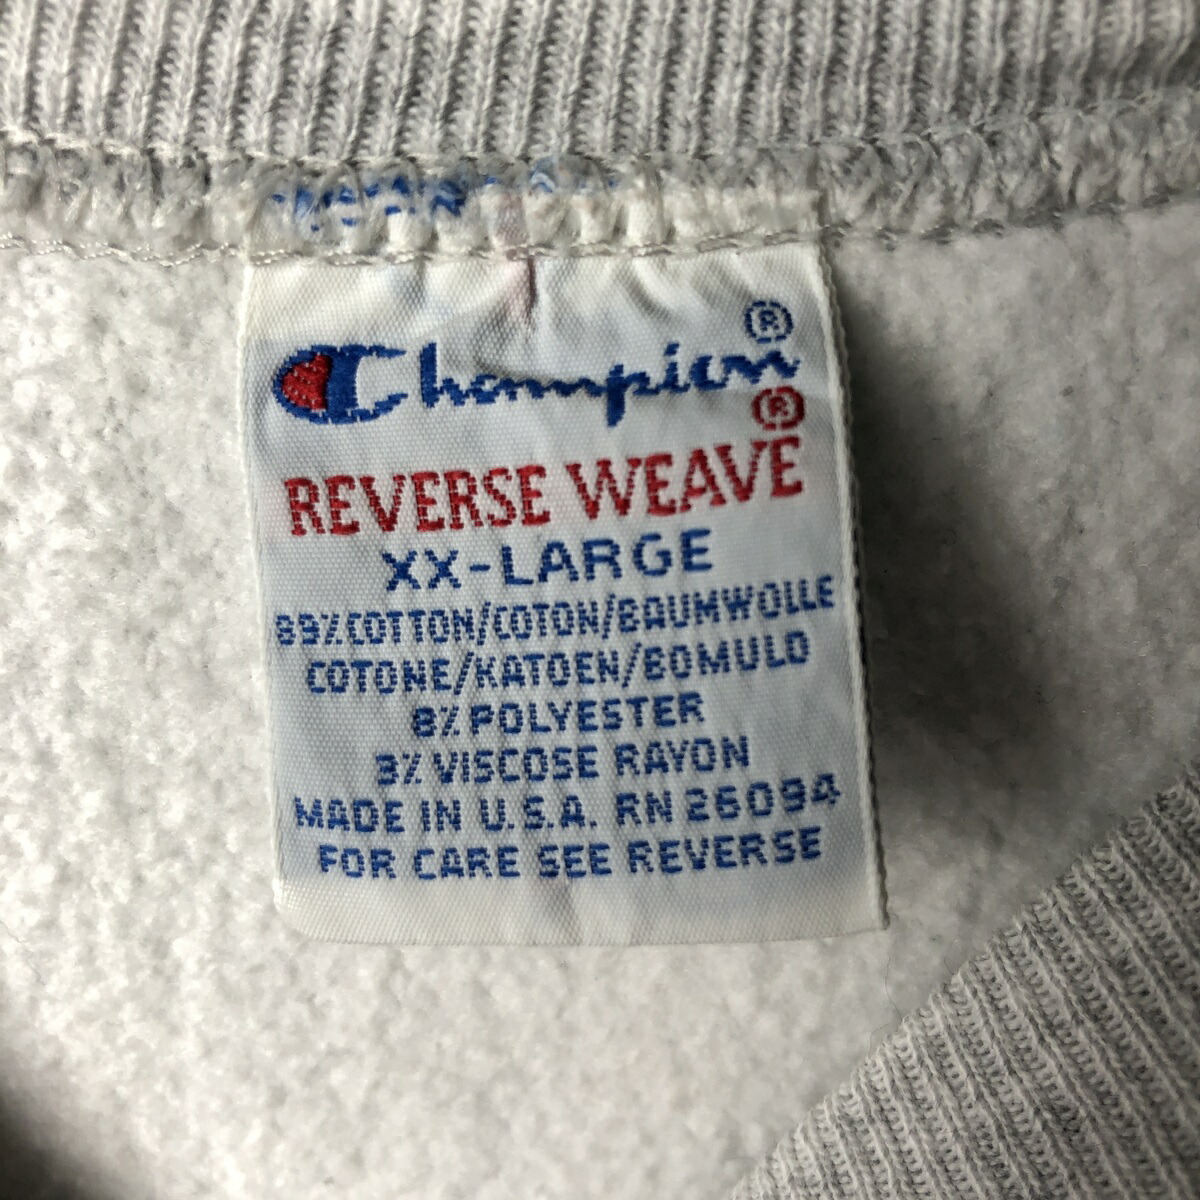 Champion®
REVERSE WEAVE®
XX-LARGE
89%COTTON/COTON/BAUMWOLLE
COTONE/KATOEN/BOMULD
8% POLYESTER
3% VISCOSE RAYON
MADE IN U.S.A. RN 26094
FOR CARE SEE REVERSE